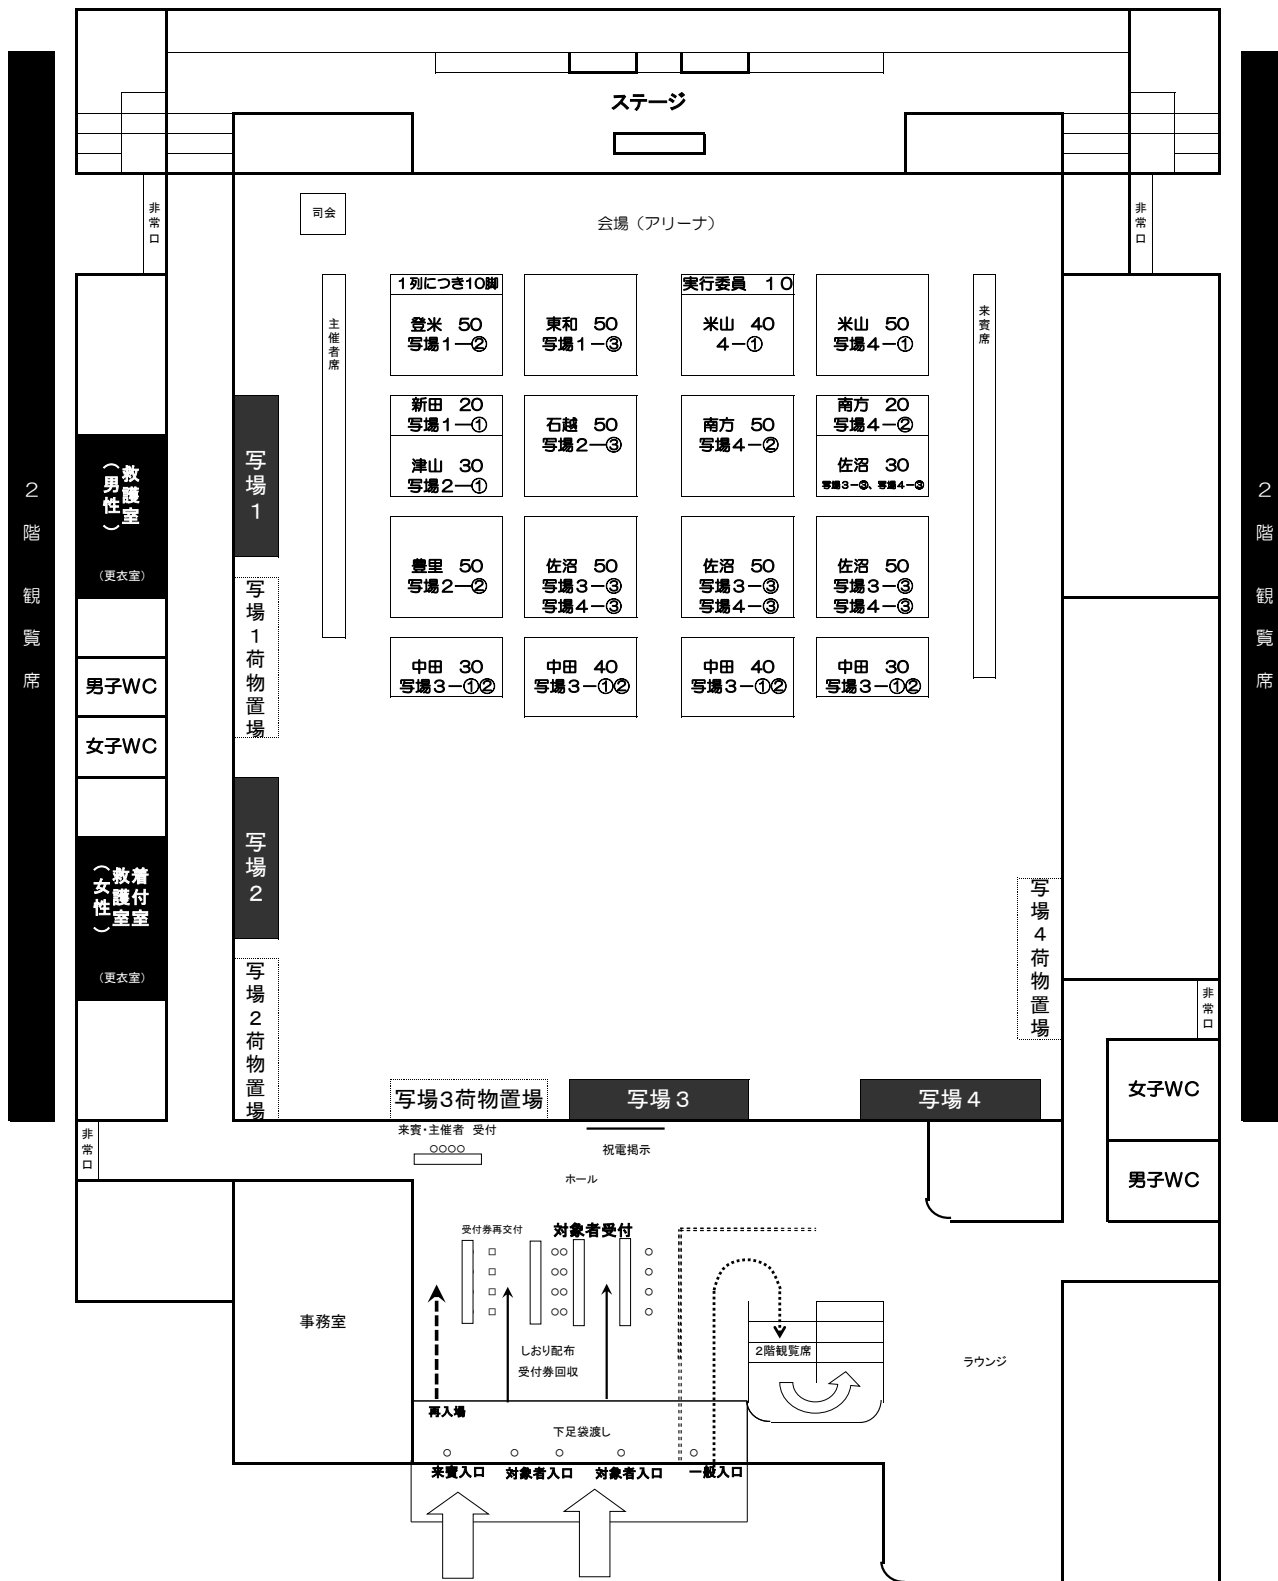 ステージ
司会
会場（アリーナ）
非常口
非常口
主催者席
来賓席
１列につき10脚
登米　50
写場１ー②
東和　50
写場１－③
実行委員　１０
米山　40
４－①
米山　50
写場４－①
新田　20
写場１－①
津山　30
写場２－①
石越　50
写場２ー③
南方　50
写場４－②
南方　20
写場４－②
佐沼　30
写場３－③、写場４－③
豊里　50
写場２－②
佐沼　50
写場３－③
写場４－③
佐沼　50
写場３－③
写場４－③
佐沼　50
写場３－③
写場４－③
中田　30
写場３－①②
中田　40
写場３－①②
中田　40
写場３－①②
中田　30
写場３－①②
２階　観覧席
２階　観覧席
救護室
（男性）
（更衣室）
写場１
写場１荷物置場
男子WC
女子WC
写場２
着付室
救護室
（女性）
（更衣室）
写場２荷物置場
写場４荷物置場
非常口
写場３荷物置場
写場３
写場４
女子WC
男子WC
非常口
来賓・主催者　受付
○○○○
祝電掲示
ホール
受付券再交付
対象者受付
事務室
しおり配布
受付券回収
２階観覧席
ラウンジ
再入場
下足袋渡し
来賓入口
対象者入口
対象者入口
一般入口